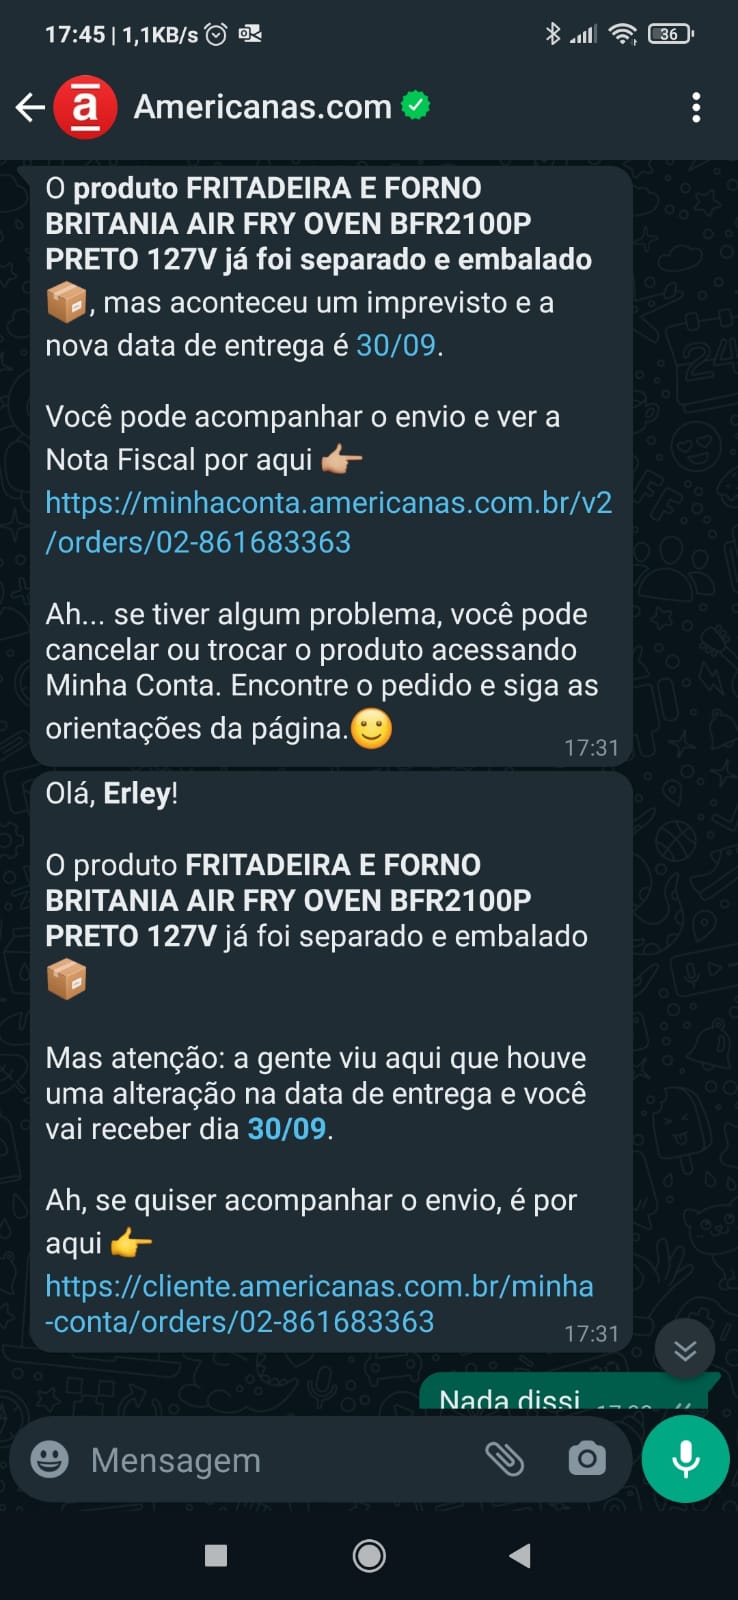 17:45 | 1,1KB/s
36
a Americanas.com
O produto FRITADEIRA E FORNO
BRITANIA AIR FRY OVEN BFR2100P
PRETO 127V já foi separado e embalado
📦, mas aconteceu um imprevisto e a
nova data de entrega é 30/09.
Você pode acompanhar o envio e ver a
Nota Fiscal por aqui 👉🏼
https://minhaconta.americanas.com.br/v2
/orders/02-861683363
Ah... se tiver algum problema, você pode
cancelar ou trocar o produto acessando
Minha Conta. Encontre o pedido e siga as
orientações da página.🙂
17:31
Olá, Erley!
O produto FRITADEIRA E FORNO
BRITANIA AIR FRY OVEN BFR2100P
PRETO 127V já foi separado e embalado
📦
Mas atenção: a gente viu aqui que houve
uma alteração na data de entrega e você
vai receber dia 30/09.
Ah, se quiser acompanhar o envio, é por
aqui 👉
https://cliente.americanas.com.br/minha
-conta/orders/02-861683363
17:31
Nada dissi
Mensagem